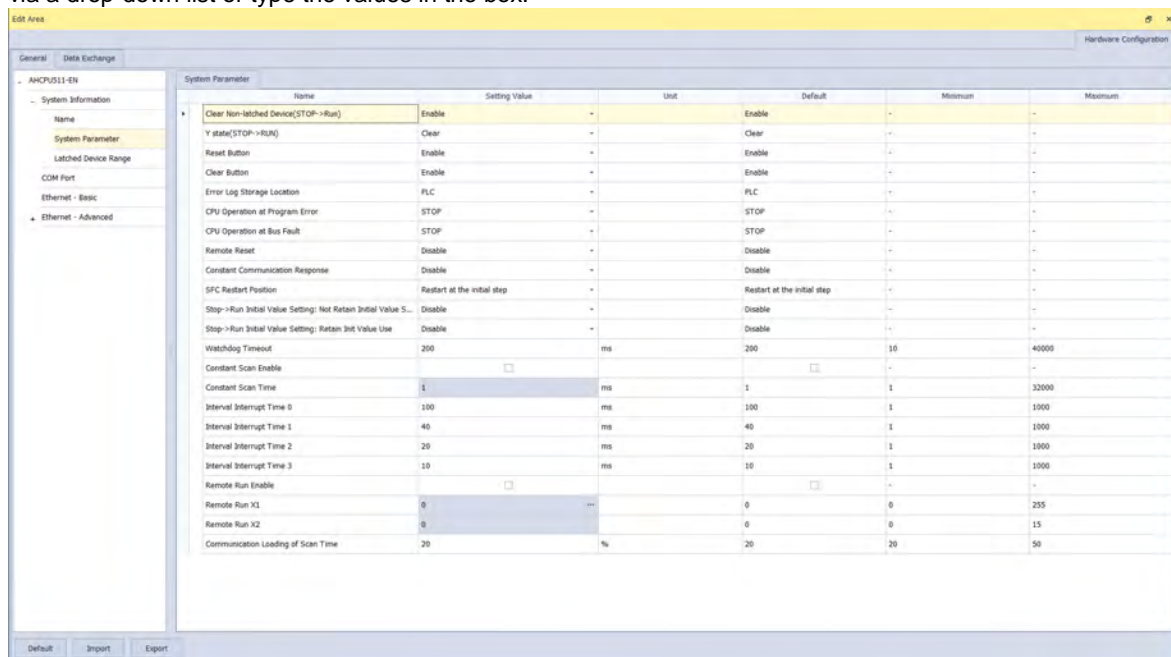 via a drop-down list or type the values in the box.
Edit Area
Hardware Configuration
General Data Exchange
AHCPU511-EN
System Information
Name
System Parameter
Latched Device Range
COM Port
Ethernet - Basic
Ethernet - Advanced
System Parameter
Name Setting Value Unit Default Minimum Maximum
Clear Non-latched Device(STOP->Run) Enable Enable - -
Y state(STOP->RUN) Clear Clear - -
Reset Button Enable Enable - -
Clear Button Enable Enable - -
Error Log Storage Location PLC PLC - -
CPU Operation at Program Error STOP STOP - -
CPU Operation at Bus Fault STOP STOP - -
Remote Reset Disable Disable - -
Constant Communication Response Disable Disable - -
SFC Restart Position Restart at the initial step Restart at the initial step - -
Stop->Run Initial Value Setting: Not Retain Initial Value S... Disable Disable - -
Stop->Run Initial Value Setting: Retain Init Value Use Disable Disable - -
Watchdog Timeout 200 ms 200 10 40000
Constant Scan Enable - -
Constant Scan Time 1 ms 1 1 32000
Interval Interrupt Time 0 100 ms 100 1 1000
Interval Interrupt Time 1 40 ms 40 1 1000
Interval Interrupt Time 2 20 ms 20 1 1000
Interval Interrupt Time 3 10 ms 10 1 1000
Remote Run Enable - -
Remote Run X1 0 ... 0 0 255
Remote Run X2 0 0 0 15
Communication Loading of Scan Time 20 % 20 20 50
Default Import Export